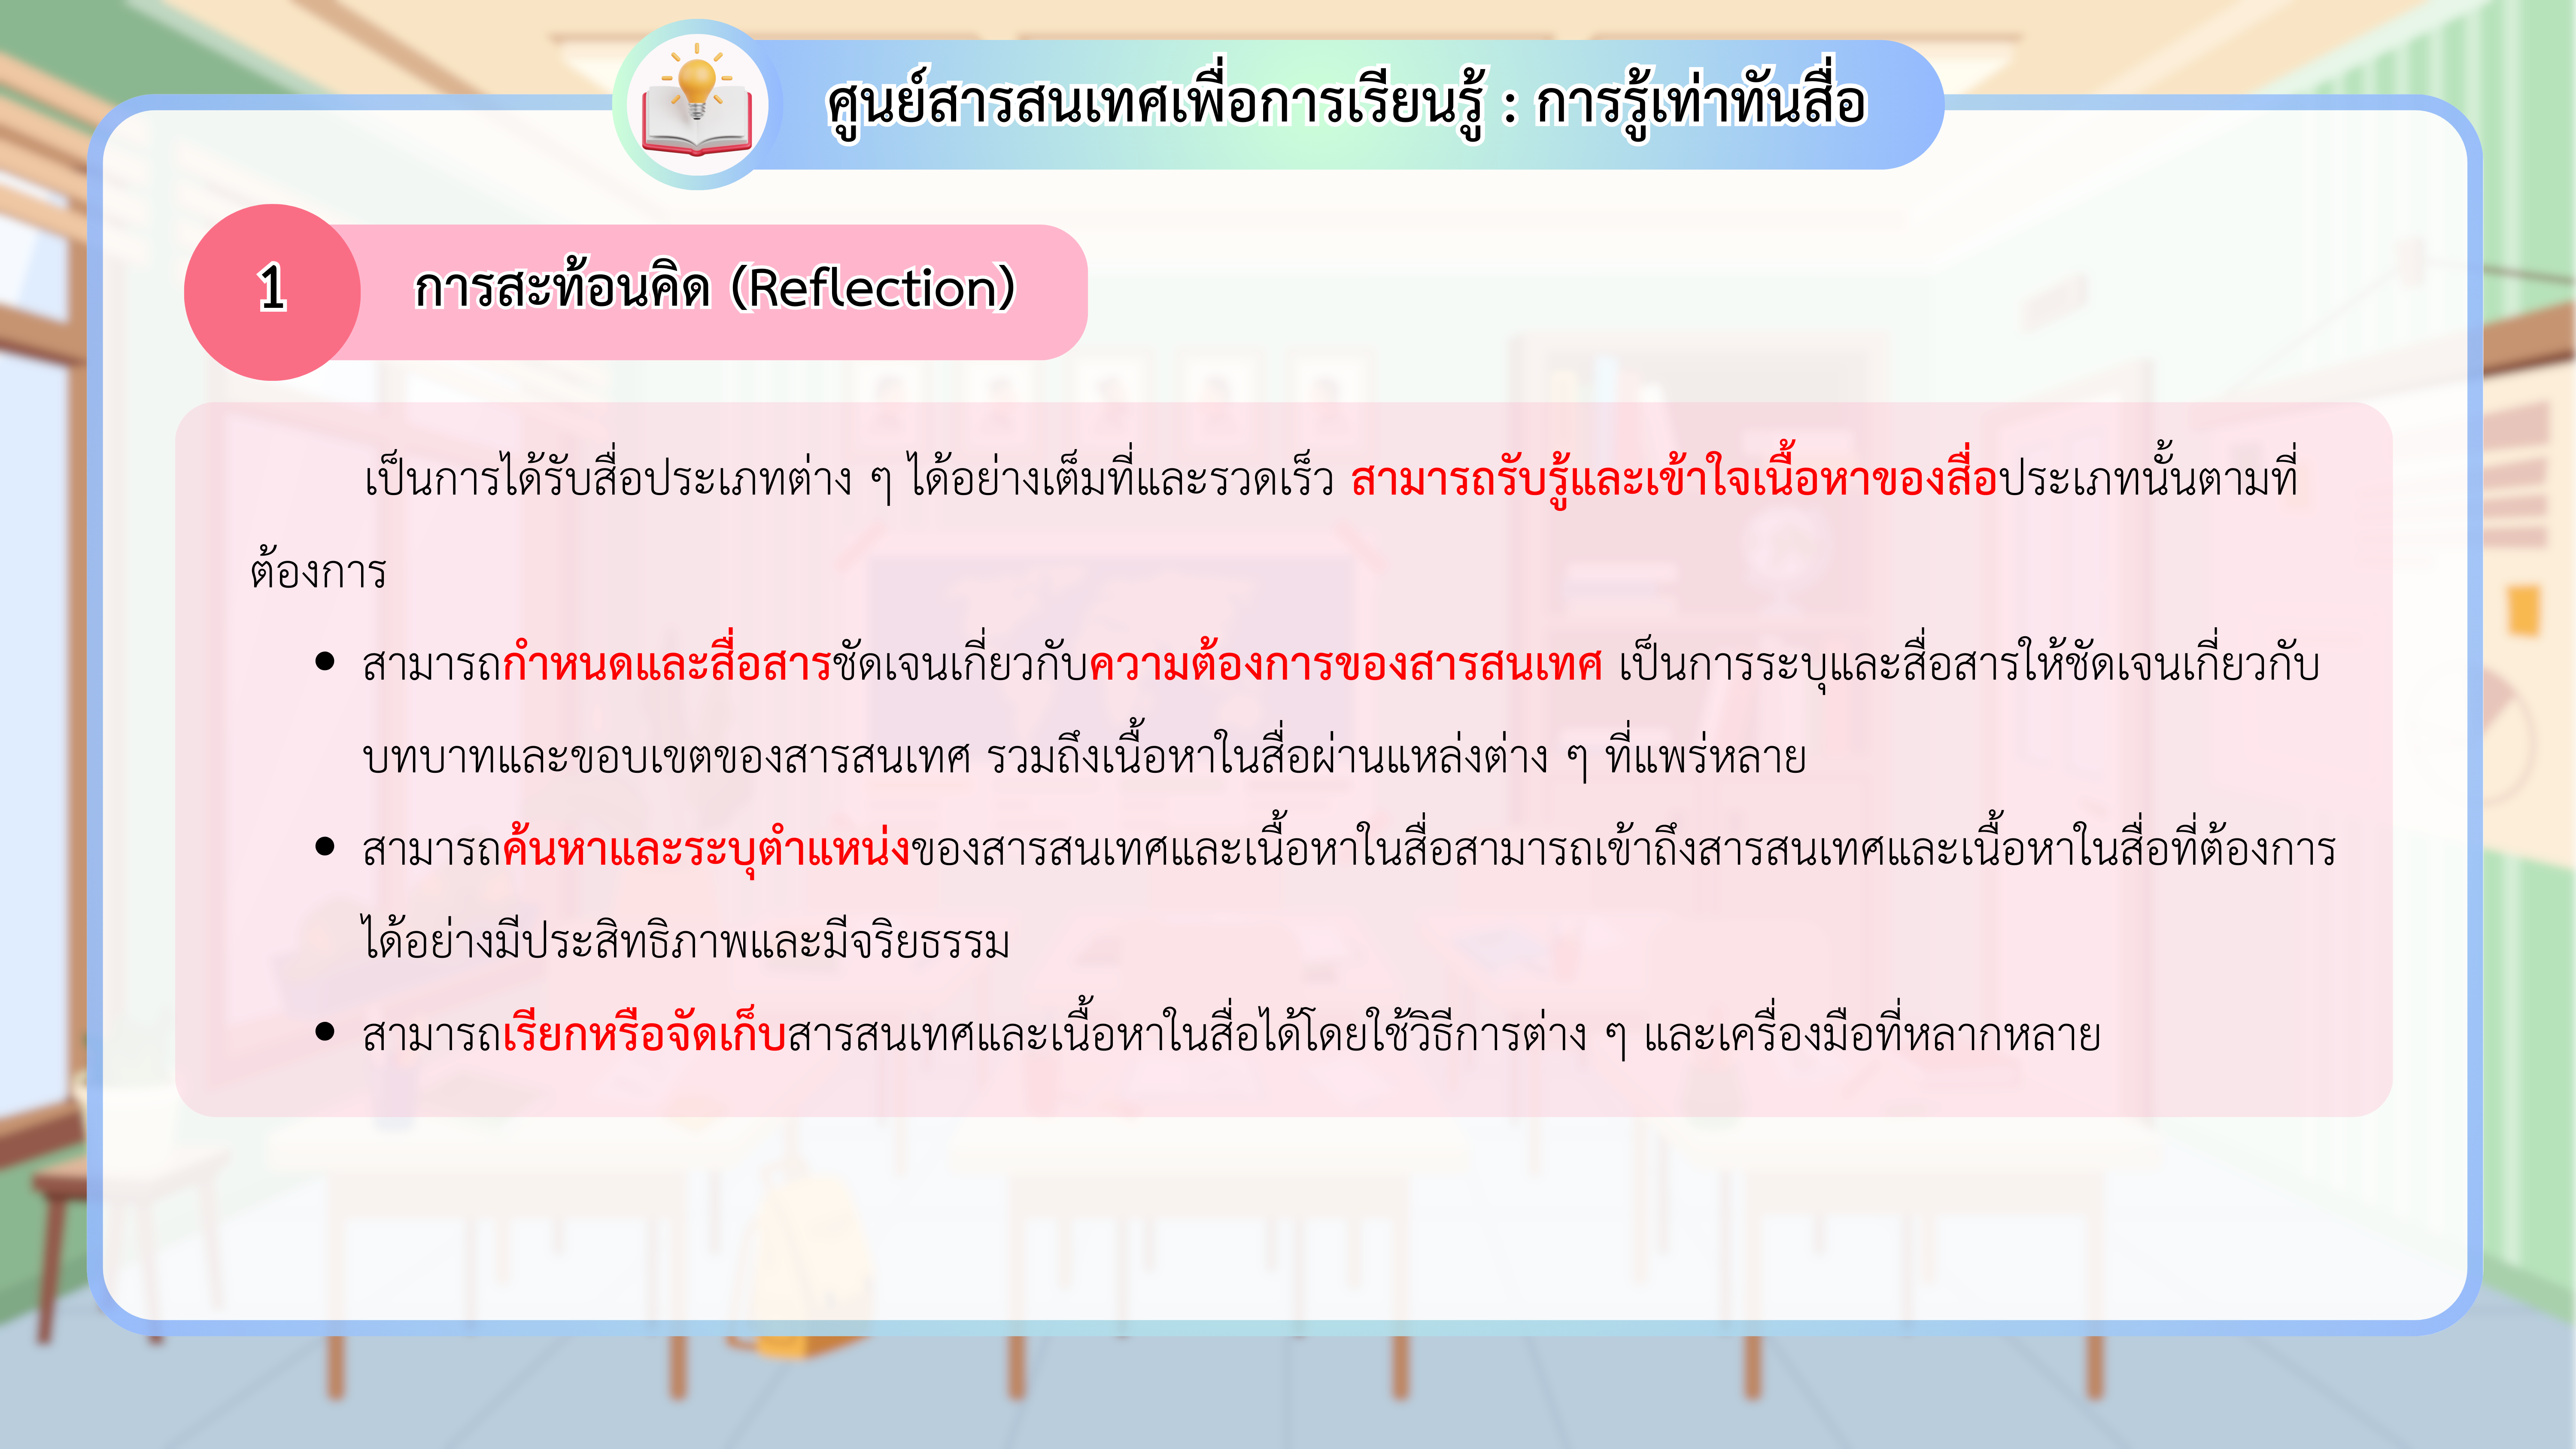 ศูนย์สารสนเทศเพื่อการเรียนรู้ : การรู้เท่าทันสื่อ
1
การสะท้อนคิด (Reflection)
เป็นการได้รับสื่อประเภทต่าง ๆ ได้อย่างเต็มที่และรวดเร็ว สามารถรับรู้และเข้าใจเนื้อหาของสื่อประเภทนั้นตามที่
ต้องการ
• สามารถกำหนดและสื่อสารชัดเจนเกี่ยวกับความต้องการของสารสนเทศ เป็นการระบุและสื่อสารให้ชัดเจนเกี่ยวกับ
บทบาทและขอบเขตของสารสนเทศ รวมถึงเนื้อหาในสื่อผ่านแหล่งต่าง ๆ ที่แพร่หลาย
• สามารถค้นหาและระบุตำแหน่งของสารสนเทศและเนื้อหาในสื่อสามารถเข้าถึงสารสนเทศและเนื้อหาในสื่อที่ต้องการ
ได้อย่างมีประสิทธิภาพและมีจริยธรรม
• สามารถเรียกหรือจัดเก็บสารสนเทศและเนื้อหาในสื่อได้โดยใช้วิธีการต่าง ๆ และเครื่องมือที่หลากหลาย